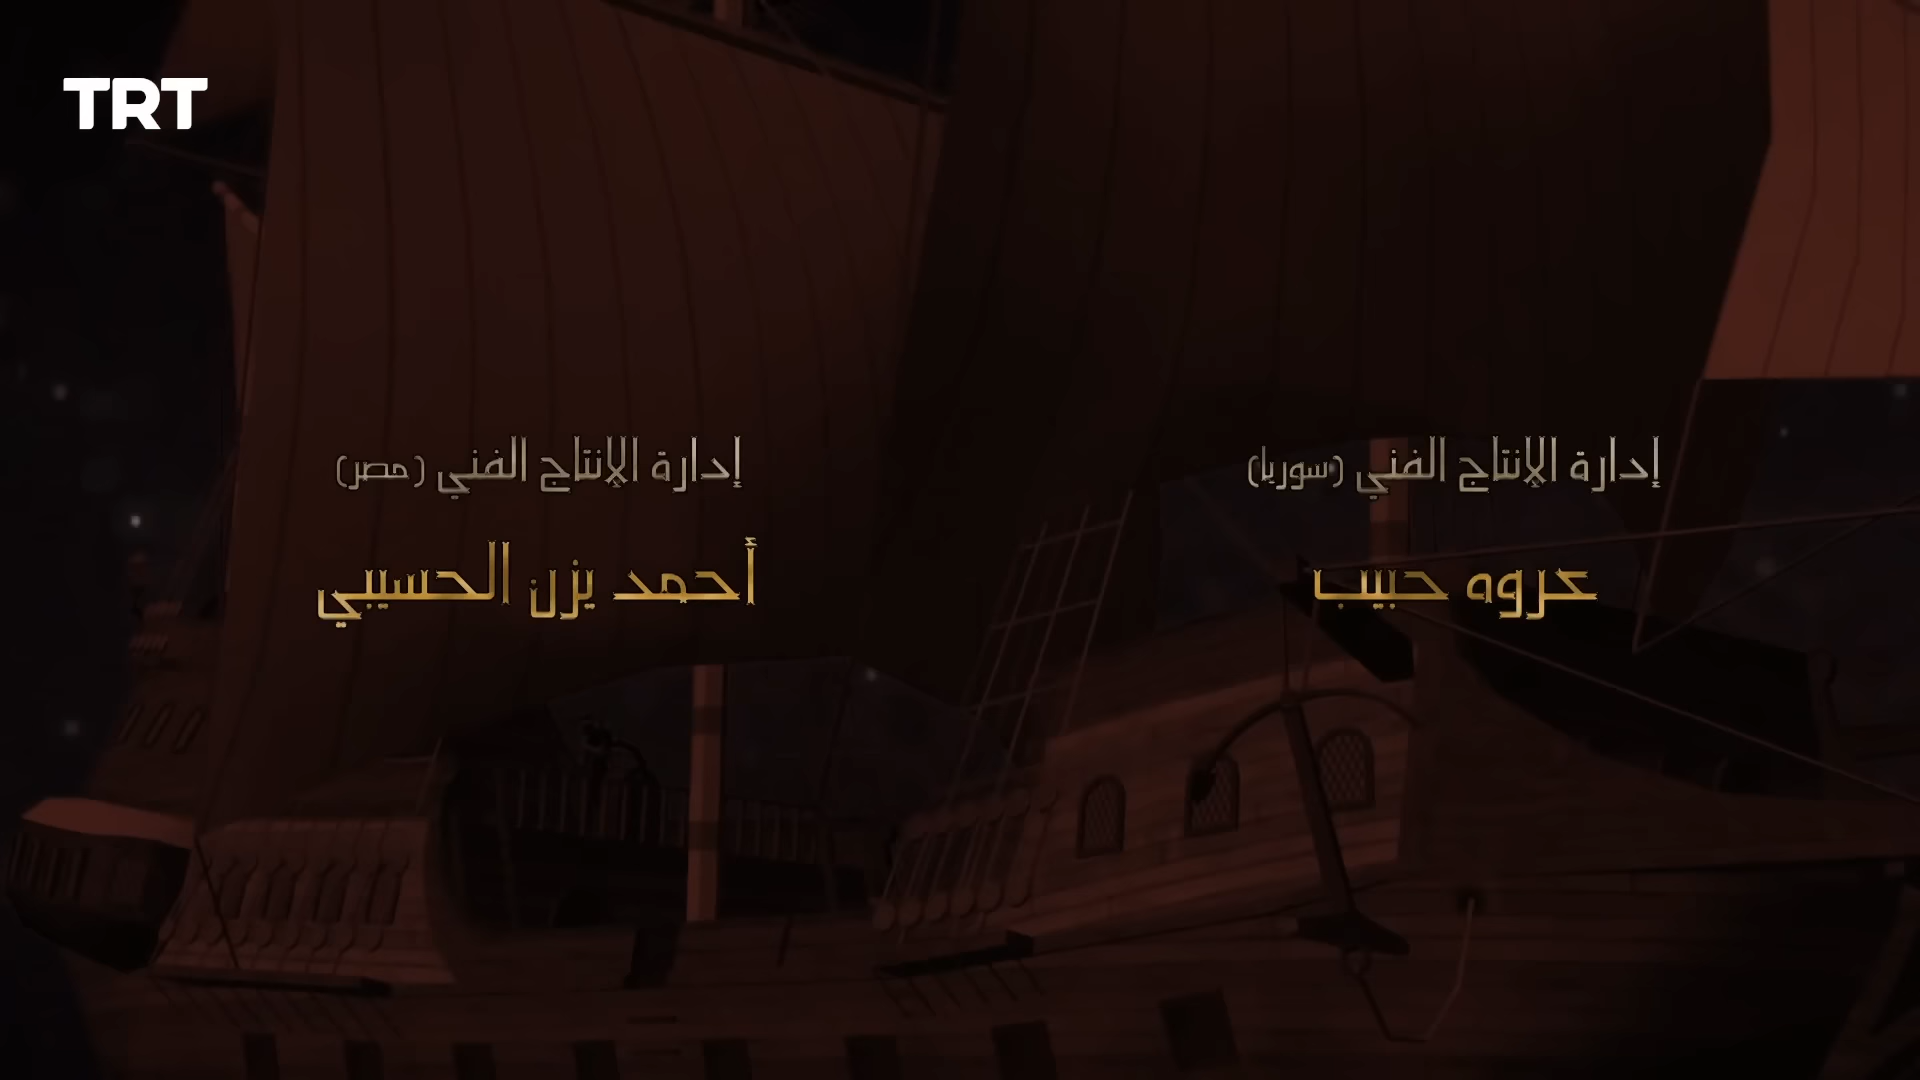 TRT
إدارة الإنتاج الفني (سوريا)
عروه حبيب
إدارة الإنتاج الفني (مصر)
أحمد يزن الحسيبي